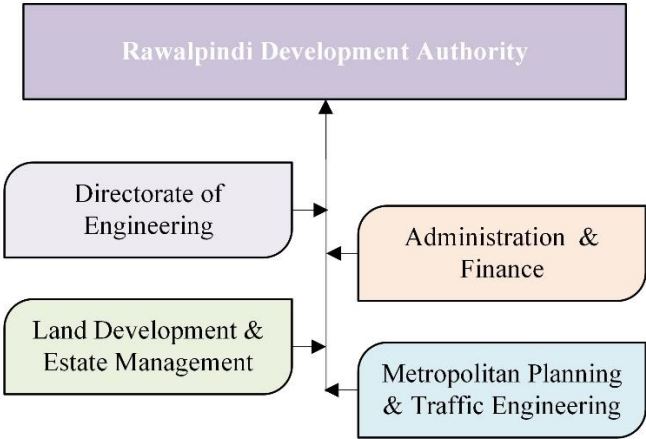 Rawalpindi Development Authority
Directorate of
Engineering
Administration &
Finance
Land Development &
Estate Management
Metropolitan Planning
& Traffic Engineering